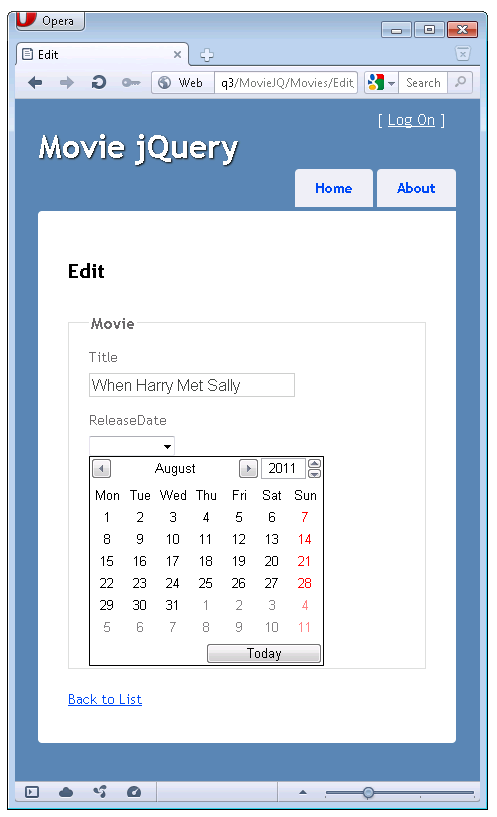 Opera
Edit
Web q3/MovieJQ/Movies/Edit Search
[ Log On ]
Movie jQuery
Home About
Edit
Movie
Title
When Harry Met Sally
ReleaseDate
August 2011
Mon Tue Wed Thu Fri Sat Sun
1 2 3 4 5 6 7
8 9 10 11 12 13 14
15 16 17 18 19 20 21
22 23 24 25 26 27 28
29 30 31 1 2 3 4
5 6 7 8 9 10 11
Today
Back to List